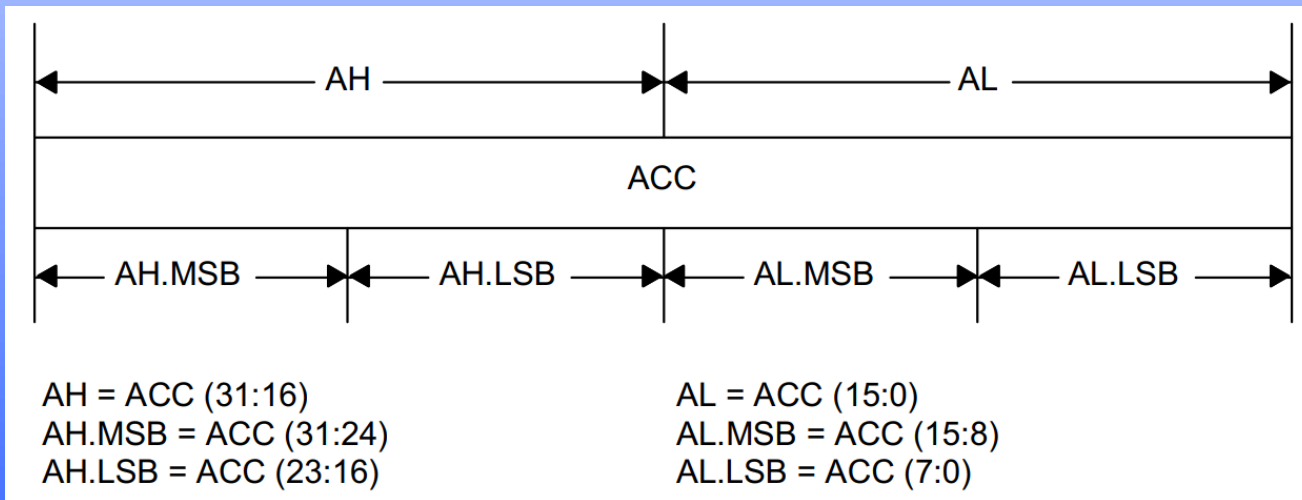 AH AL
ACC
AH.MSB AH.LSB AL.MSB AL.LSB
AH = ACC (31:16)
AH.MSB = ACC (31:24)
AH.LSB = ACC (23:16)
AL = ACC (15:0)
AL.MSB = ACC (15:8)
AL.LSB = ACC (7:0)